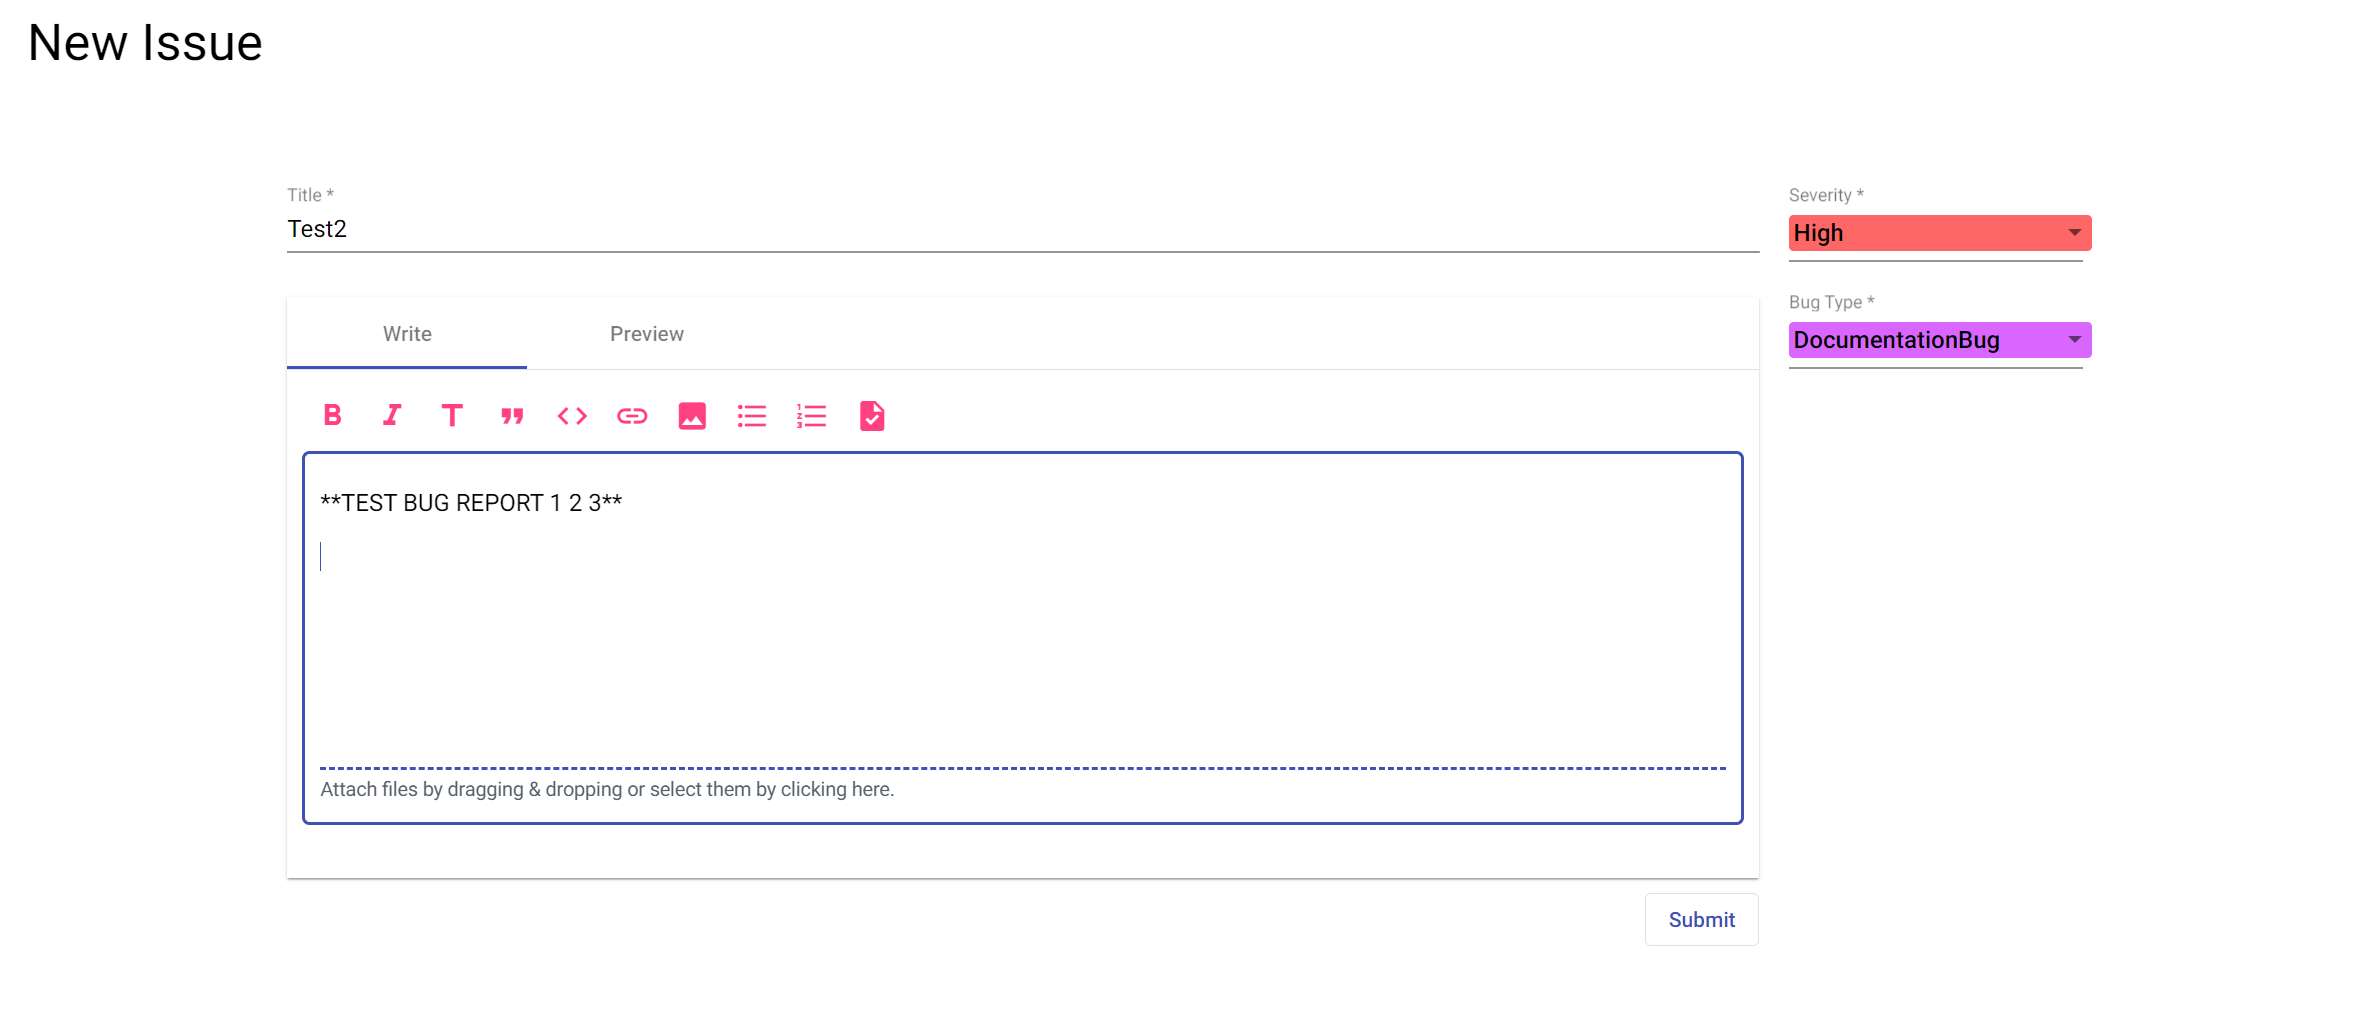 New Issue
Title *
Test2
Severity *
High
Bug Type *
DocumentationBug
Write
Preview
**TEST BUG REPORT 1 2 3**
Attach files by dragging & dropping or select them by clicking here.
Submit